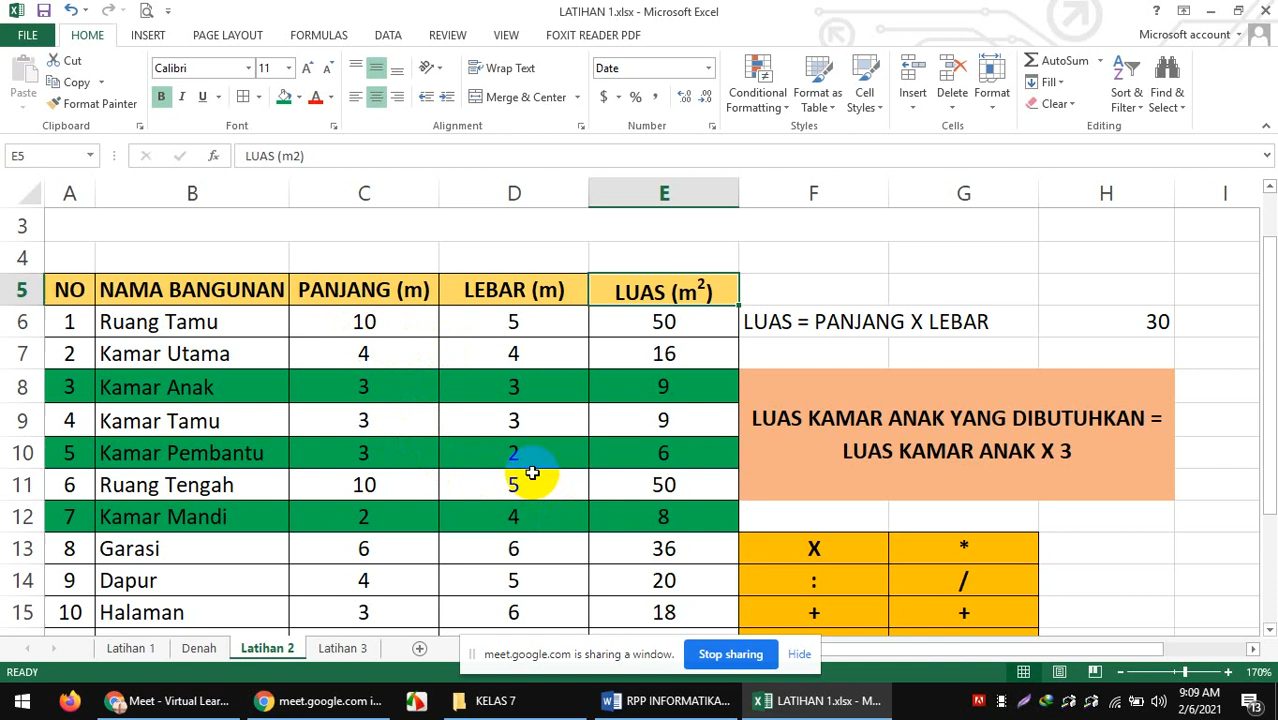 LATIHAN 1.xlsx - Microsoft Excel
?
FILE HOME INSERT PAGE LAYOUT FORMULAS DATA REVIEW VIEW FOXIT READER PDF Microsoft account
Paste
Cut
Copy
Format Painter
Clipboard
Calibri 11
B I U A
Font
Wrap Text
Merge & Center
Alignment
Date
$ % ,
Number
Conditional Formatting
Format as Table
Cell Styles
Styles
Insert
Delete
Format
Cells
AutoSum
Fill
Clear
Sort & Filter
Find & Select
Editing
E5 fx LUAS (m2)
A B C D E F G H I
3
4
5 NO NAMA BANGUNAN PANJANG (m) LEBAR (m) LUAS (m²)
6 1 Ruang Tamu 10 5 50 LUAS = PANJANG X LEBAR 30
7 2 Kamar Utama 4 4 16
8 3 Kamar Anak 3 3 9
9 4 Kamar Tamu 3 3 9
10 5 Kamar Pembantu 3 2 6
11 6 Ruang Tengah 10 5 50
12 7 Kamar Mandi 2 4 8
LUAS KAMAR ANAK YANG DIBUTUHKAN =
LUAS KAMAR ANAK X 3
13 8 Garasi 6 6 36 X *
14 9 Dapur 4 5 20 : /
15 10 Halaman 3 6 18 + +
Latihan 1 Denah Latihan 2 Latihan 3
meet.google.com is sharing a window. Stop sharing Hide
READY 170%
Meet - Virtual Lear... meet.google.com i... KELAS 7 RPP INFORMATIKA... LATIHAN 1.xlsx - M...
9:09 AM
2/6/2021
13